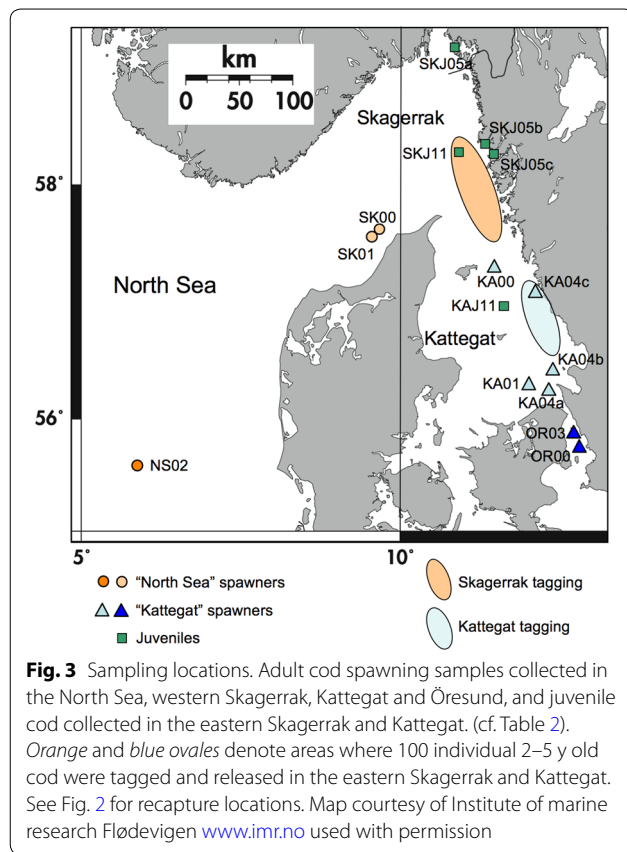 km
0 50 100
SKJ05a
Skagerrak
SKJ05b
SKJ11
SKJ05c
58°
SK00
SK01
North Sea
KA00
KA04c
KAJ11
Kattegat
KA04b
KA01
KA04a
56°
OR03
OR00
NS02
5°
10°
"North Sea" spawners
"Kattegat" spawners
Juveniles
Skagerrak tagging
Kattegat tagging
Fig. 3 Sampling locations. Adult cod spawning samples collected in
the North Sea, western Skagerrak, Kattegat and Öresund, and juvenile
cod collected in the eastern Skagerrak and Kattegat. (cf. Table 2).
Orange and blue ovales denote areas where 100 individual 2–5 y old
cod were tagged and released in the eastern Skagerrak and Kattegat.
See Fig. 2 for recapture locations. Map courtesy of Institute of marine
research Flødevigen www.imr.no used with permission